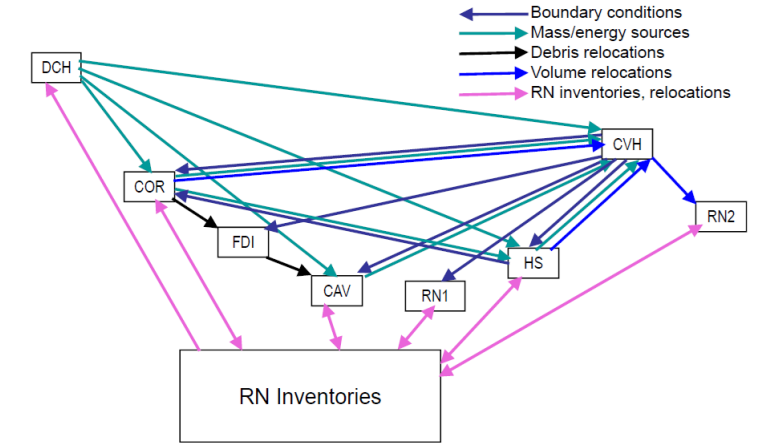 Boundary conditions
Mass/energy sources
Debris relocations
Volume relocations
RN inventories, relocations
DCH
CVH
COR
RN2
FDI
HS
CAV
RN1
RN Inventories